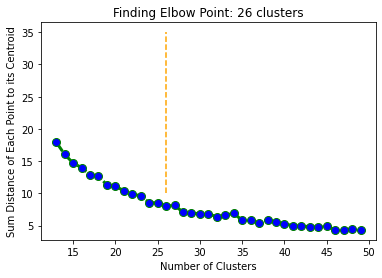 Finding Elbow Point: 26 clusters
Sum Distance of Each Point to its Centroid
35
30
25
20
15
10
5
15 20 25 30 35 40 45 50
Number of Clusters